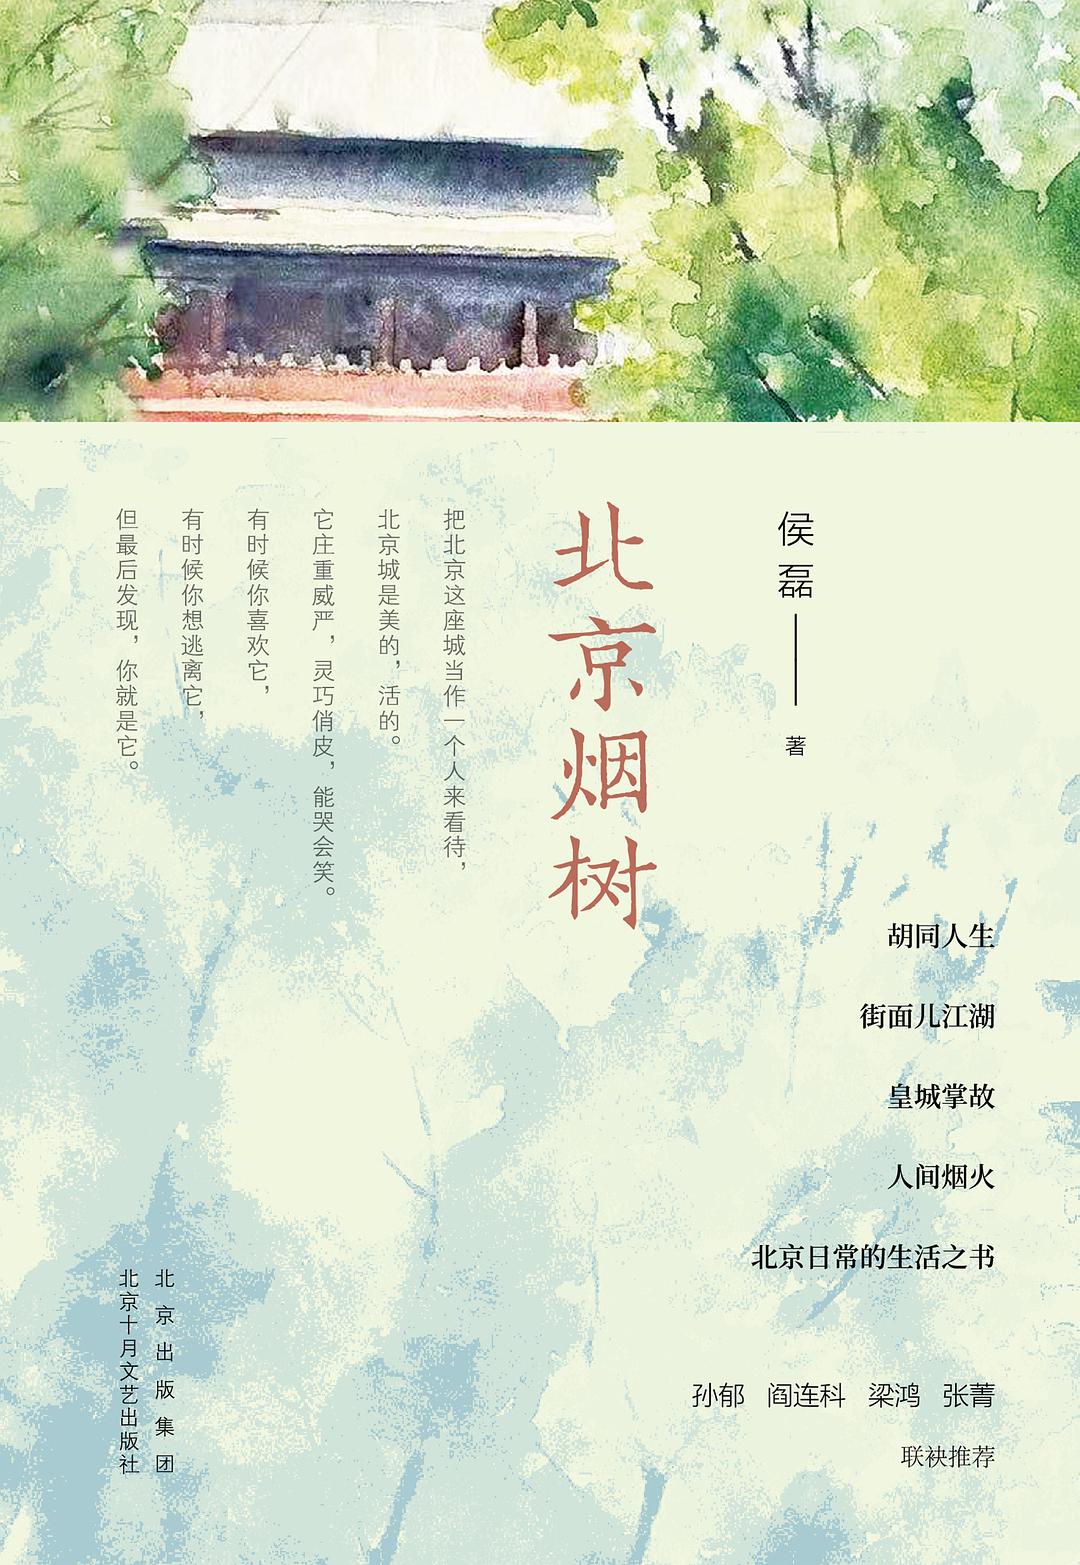 侯磊——著
北京烟树
把北京这座城当作一个人来看待，
北京城是美的，活的。
它庄重威严，灵巧俏皮，能哭会笑。
有时候你喜欢它，
有时候你想逃离它，
但最后发现，你就是它。
胡同人生
街面儿江湖
皇城掌故
人间烟火
北京日常的生活之书
孙郁 阎连科 梁鸿 张菁
联袂推荐
北京出版集团
北京十月文艺出版社